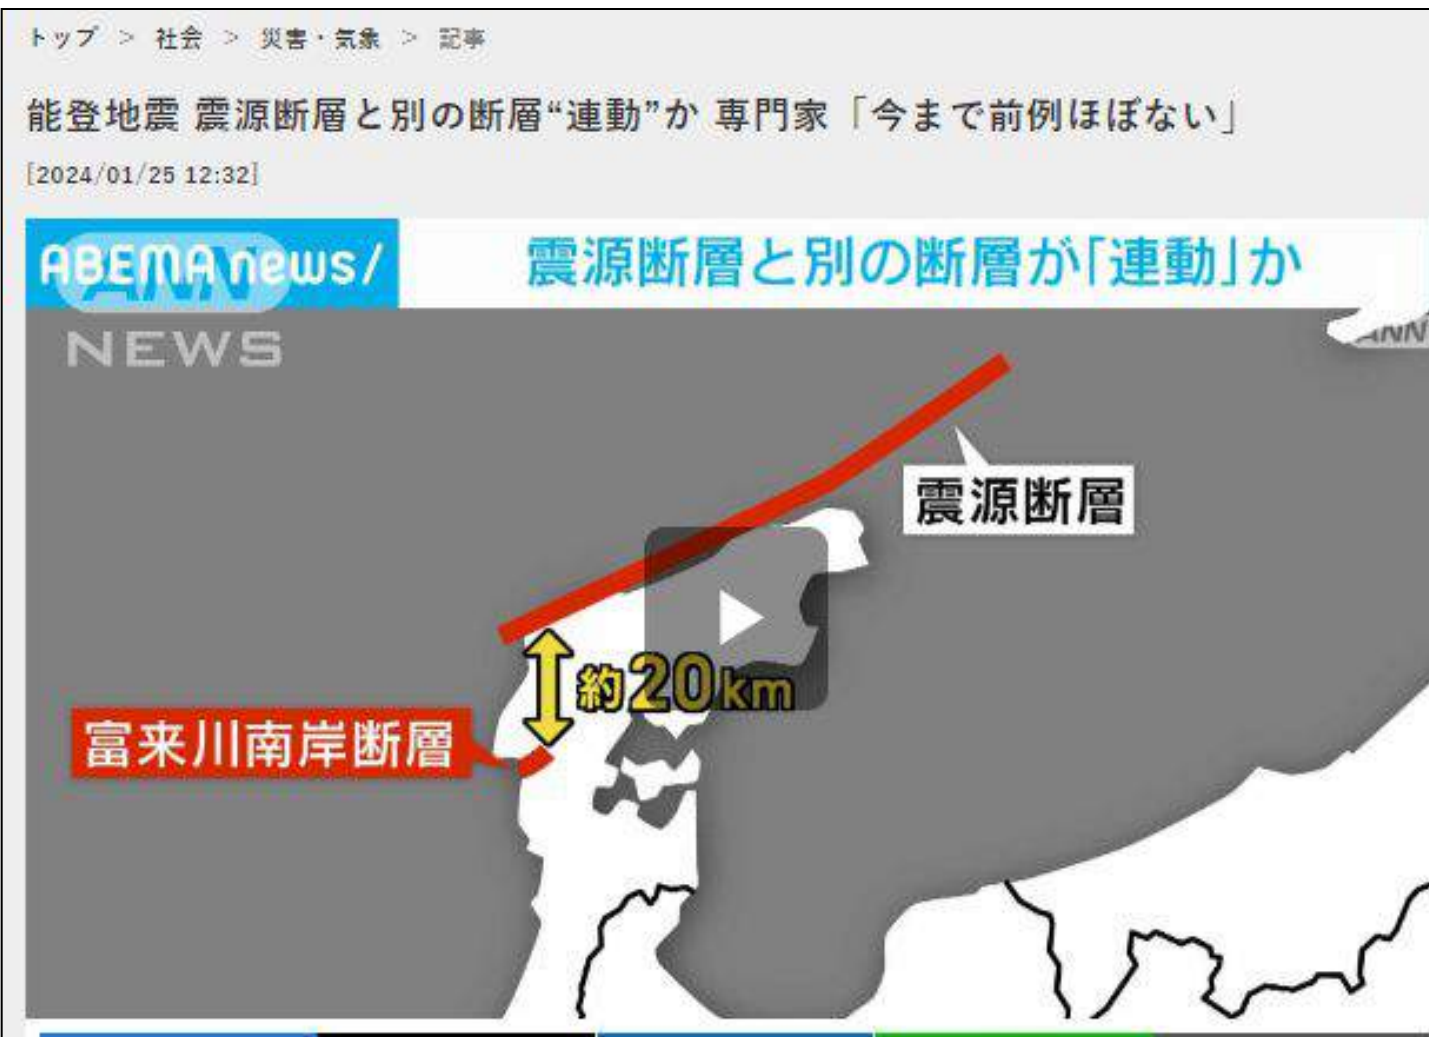 トップ > 社会 > 災害・気象 > 記事
能登地震 震源断層と別の断層“連動”か 専門家「今まで前例ほぼない」
[2024/01/25 12:32]
ABEMA news/
ANN
NEWS
震源断層と別の断層が「連動」か
ANN
震源断層
約20km
富来川南岸断層